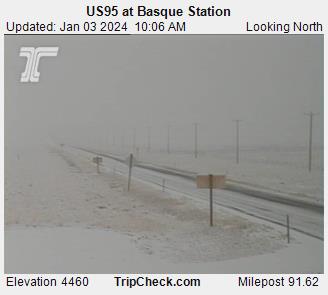 US95 at Basque Station
Updated: Jan 03 2024 10:06 AM Looking North
Elevation 4460 TripCheck.com Milepost 91.62